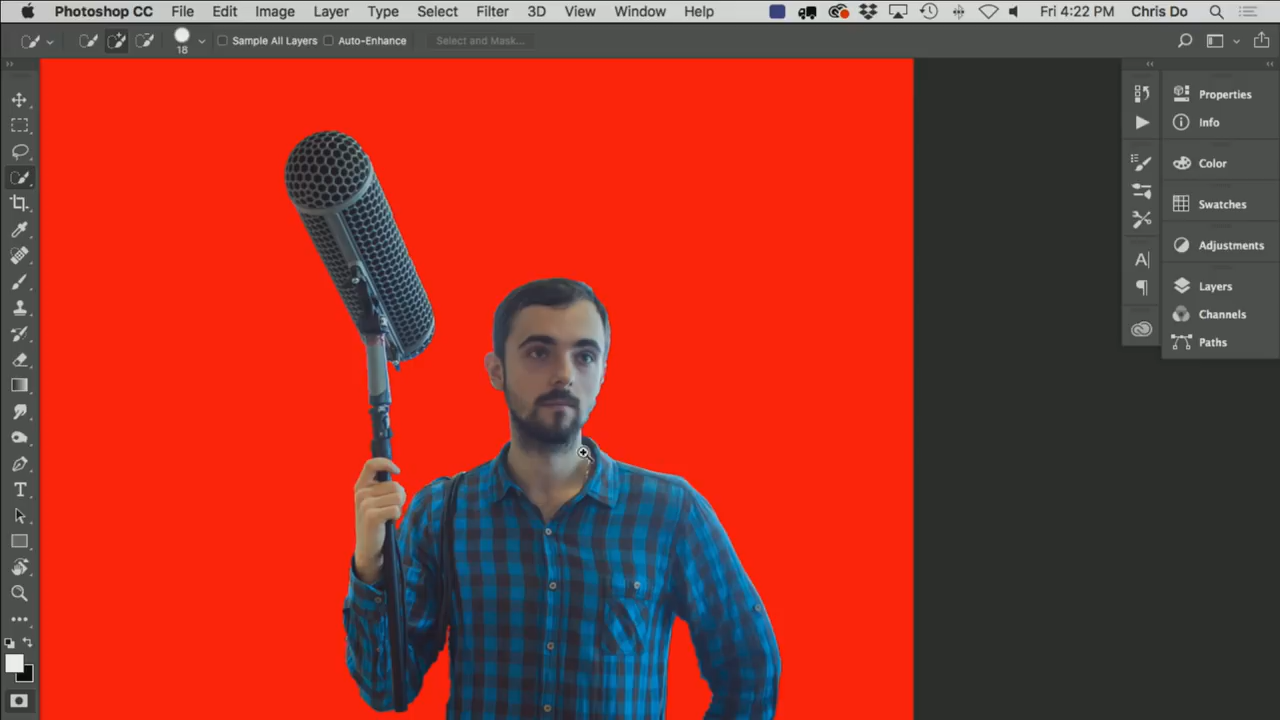 Photoshop CC File Edit Image Layer Type Select Filter 3D View Window Help Fri 4:22 PM Chris Do
18 Sample All Layers Auto-Enhance Select and Mask...
Properties
Info
Color
Swatches
Adjustments
Layers
Channels
Paths